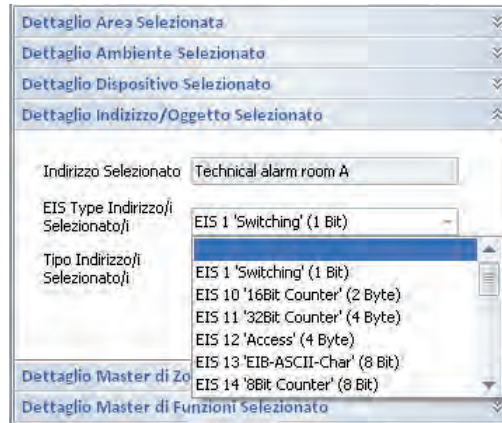 Dettaglio Area Selezionata
Dettaglio Ambiente Selezionato
Dettaglio Dispositivo Selezionato
Dettaglio Indizizzo/Oggetto Selezionato
Indirizzo Selezionato Technical alarm room A
EIS Type Indirizzo/i
Selezionato/i
EIS 1 'Switching' (1 Bit)
Tipo Indirizzo/i
Selezionato/i
EIS 1 'Switching' (1 Bit)
EIS 10 '16Bit Counter' (2 Byte)
EIS 11 '32Bit Counter' (4 Byte)
EIS 12 'Access' (4 Byte)
EIS 13 'EIB-ASCII-Char' (8 Bit)
EIS 14 '8Bit Counter' (8 Bit)
Dettaglio Master di Zo
Dettaglio Master di Funzioni Selezionato